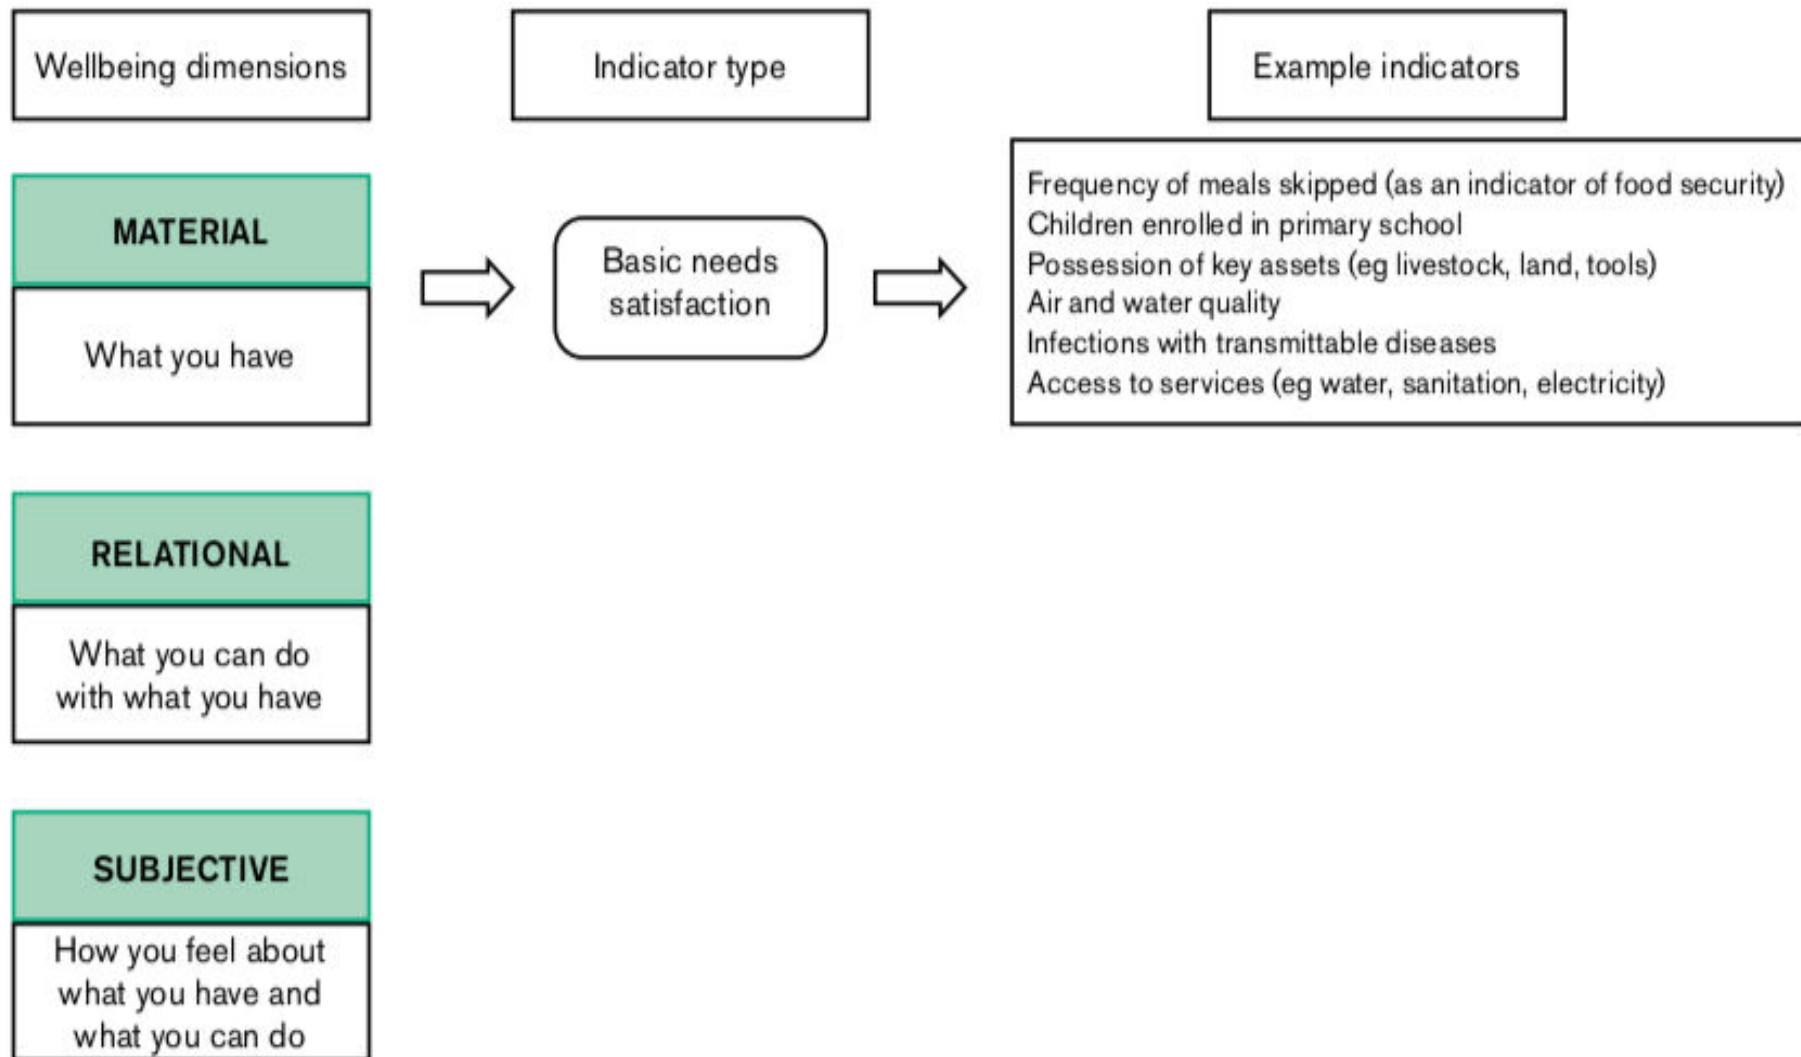 Wellbeing dimensions
Indicator type
Example indicators
MATERIAL
What you have
Basic needs
satisfaction
Frequency of meals skipped (as an indicator of food security)
Children enrolled in primary school
Possession of key assets (eg livestock, land, tools)
Air and water quality
Infections with transmittable diseases
Access to services (eg water, sanitation, electricity)
RELATIONAL
What you can do
with what you have
SUBJECTIVE
How you feel about
what you have and
what you can do